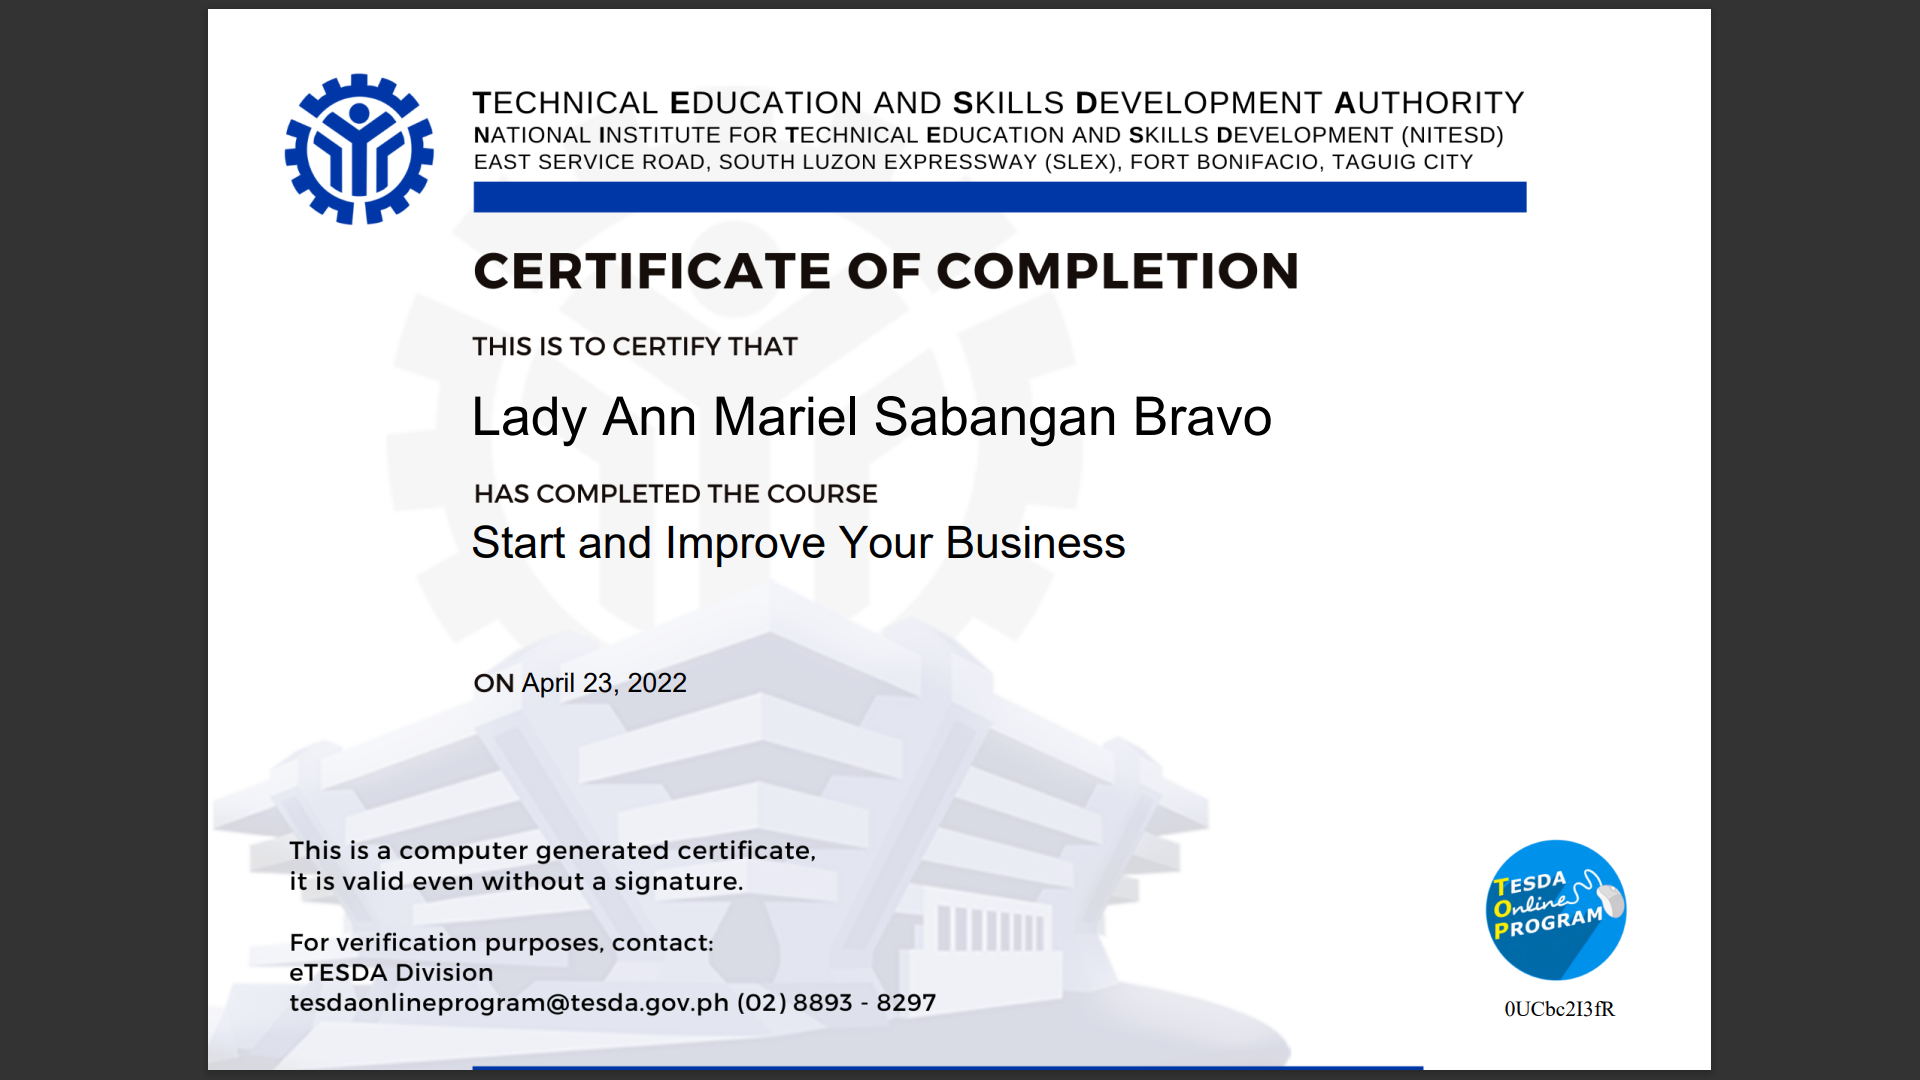 TECHNICAL EDUCATION AND SKILLS DEVELOPMENT AUTHORITY
NATIONAL INSTITUTE FOR TECHNICAL EDUCATION AND SKILLS DEVELOPMENT (NITESD)
EAST SERVICE ROAD, SOUTH LUZON EXPRESSWAY (SLEX), FORT BONIFACIO, TAGUIG CITY
CERTIFICATE OF COMPLETION
THIS IS TO CERTIFY THAT
Lady Ann Mariel Sabangan Bravo
HAS COMPLETED THE COURSE
Start and Improve Your Business
ON April 23, 2022
This is a computer generated certificate,
it is valid even without a signature.
For verification purposes, contact:
eTESDA Division
tesdaonlineprogram@tesda.gov.ph (02) 8893 - 8297
TESDA
Online
PROGRAM
0UCbc2I3fR